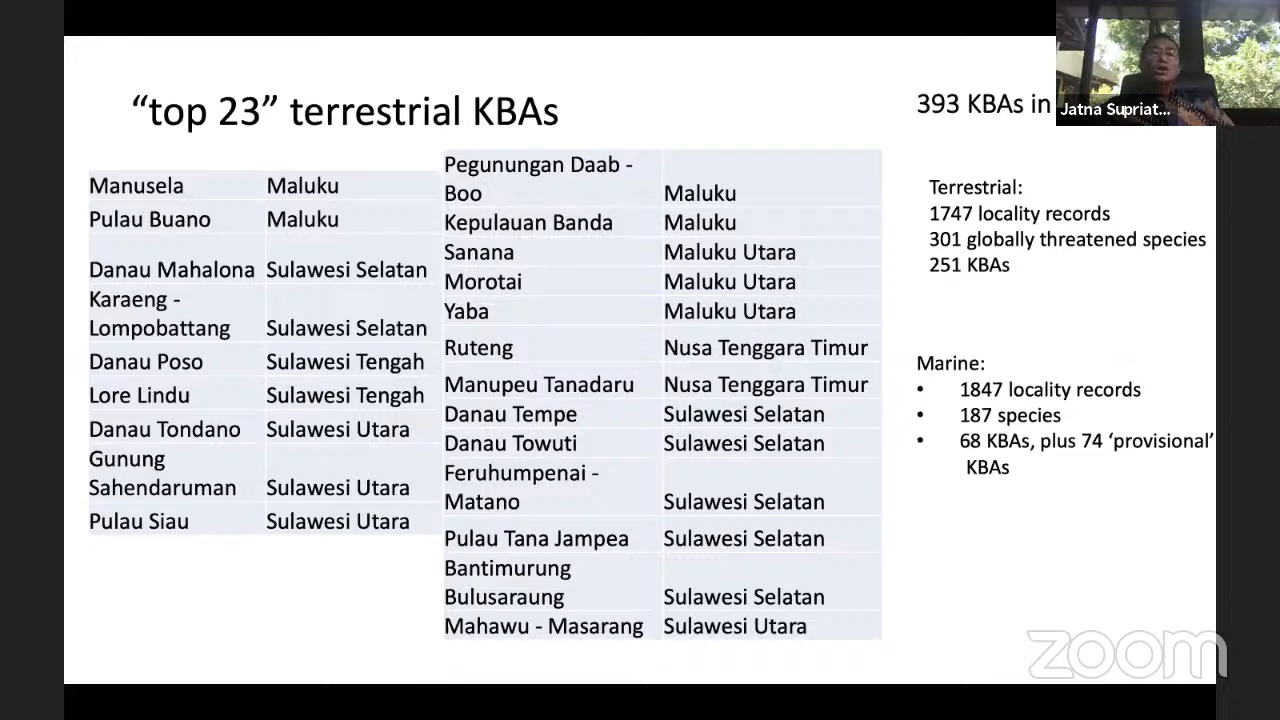 “top 23” terrestrial KBAs
393 KBAs in
Jatna Supriat...
Manusela Maluku
Pulau Buano Maluku
Danau Mahalona Sulawesi Selatan
Karaeng -
Lompobattang Sulawesi Selatan
Danau Poso Sulawesi Tengah
Lore Lindu Sulawesi Tengah
Danau Tondano Sulawesi Utara
Gunung
Sahendaruman Sulawesi Utara
Pulau Siau Sulawesi Utara
Pegunungan Daab -
Boo Maluku
Kepulauan Banda Maluku
Sanana Maluku Utara
Morotai Maluku Utara
Yaba Maluku Utara
Ruteng Nusa Tenggara Timur
Manupeu Tanadaru Nusa Tenggara Timur
Danau Tempe Sulawesi Selatan
Danau Towuti Sulawesi Selatan
Feruhumpenai -
Matano Sulawesi Selatan
Pulau Tana Jampea Sulawesi Selatan
Bantimurung
Bulusaraung Sulawesi Selatan
Mahawu - Masarang Sulawesi Utara
Terrestrial:
1747 locality records
301 globally threatened species
251 KBAs
Marine:
• 1847 locality records
• 187 species
• 68 KBAs, plus 74 ‘provisional’
KBAs
zoom